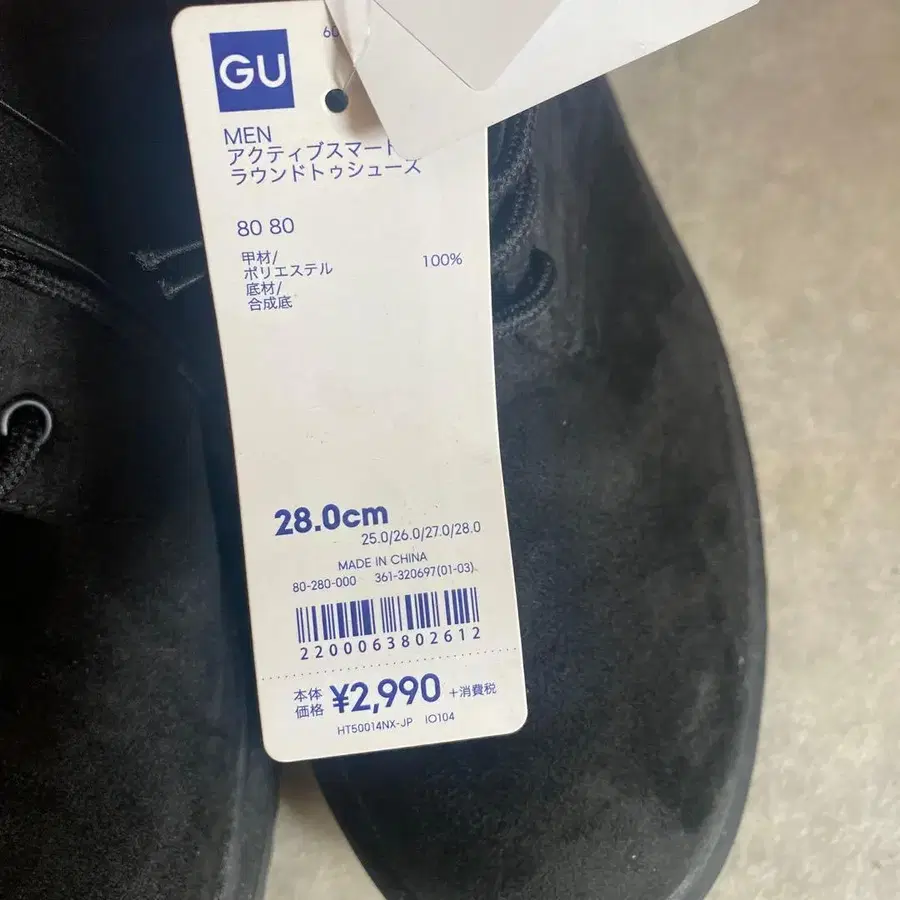 GU
60
MEN
アクティブスマート
ラウンドトゥシューズ
80 80
甲材/
ポリエステル 100%
底材/
合成底
28.0cm
25.0/26.0/27.0/28.0
MADE IN CHINA
80-280-000 361-320697(01-03)
2200063802612
本体価格 ¥2,990 +消費税
HT50014NX-JP IO104